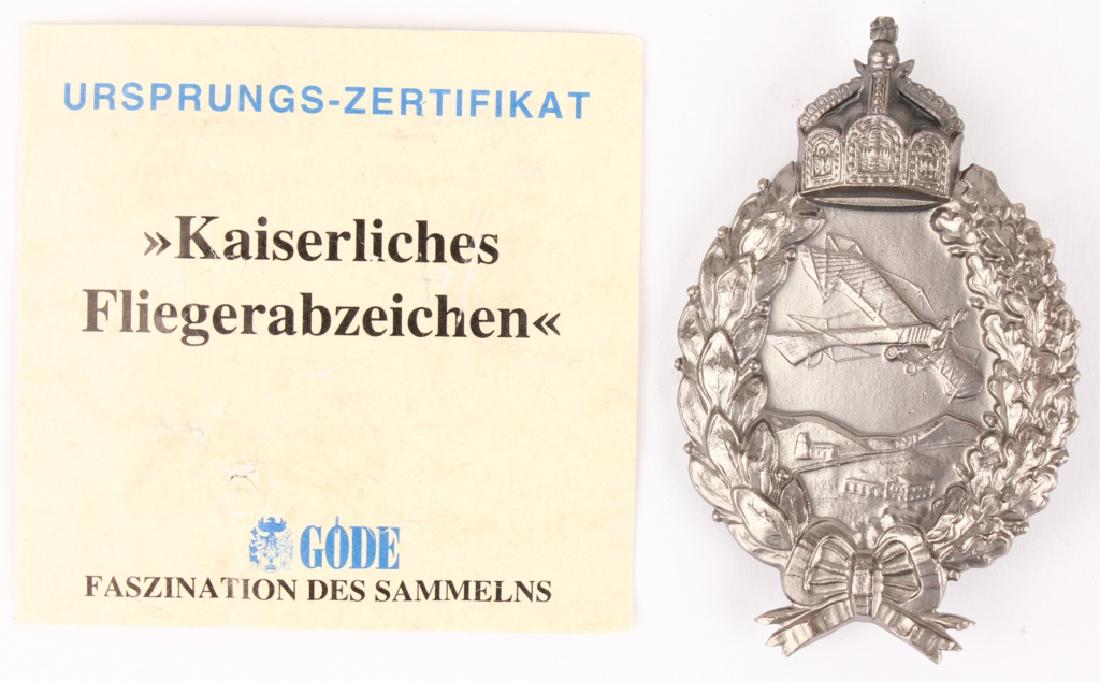 URSPRUNGS-ZERTIFIKAT
»Kaiserliches
Fliegerabzeichen«
GÖDE
FASZINATION DES SAMMELNS